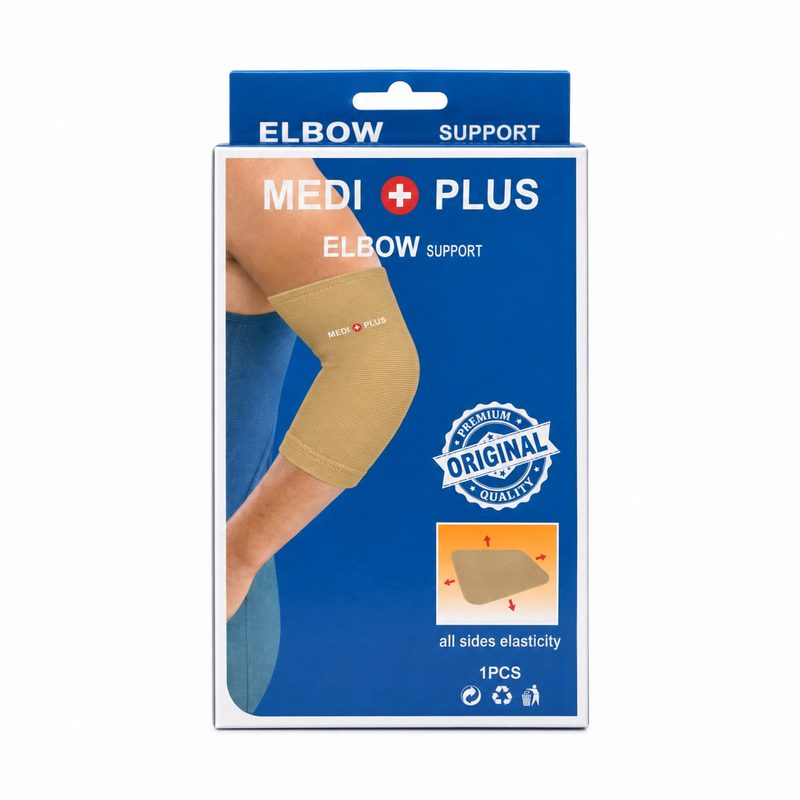 ELBOW SUPPORT
MEDI PLUS
ELBOW SUPPORT
MEDI PLUS
PREMIUM
ORIGINAL
QUALITY
all sides elasticity
1PCS